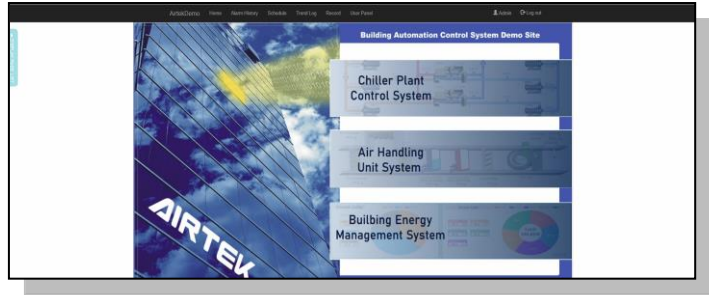 AirtekDemo Home Alarm History Schedule Trend Log Record User Panel Admin Log out
Building Automation Control System Demo Site
Chiller Plant
Control System
Air Handling
Unit System
Builbing Energy
Management System
AIRTEK